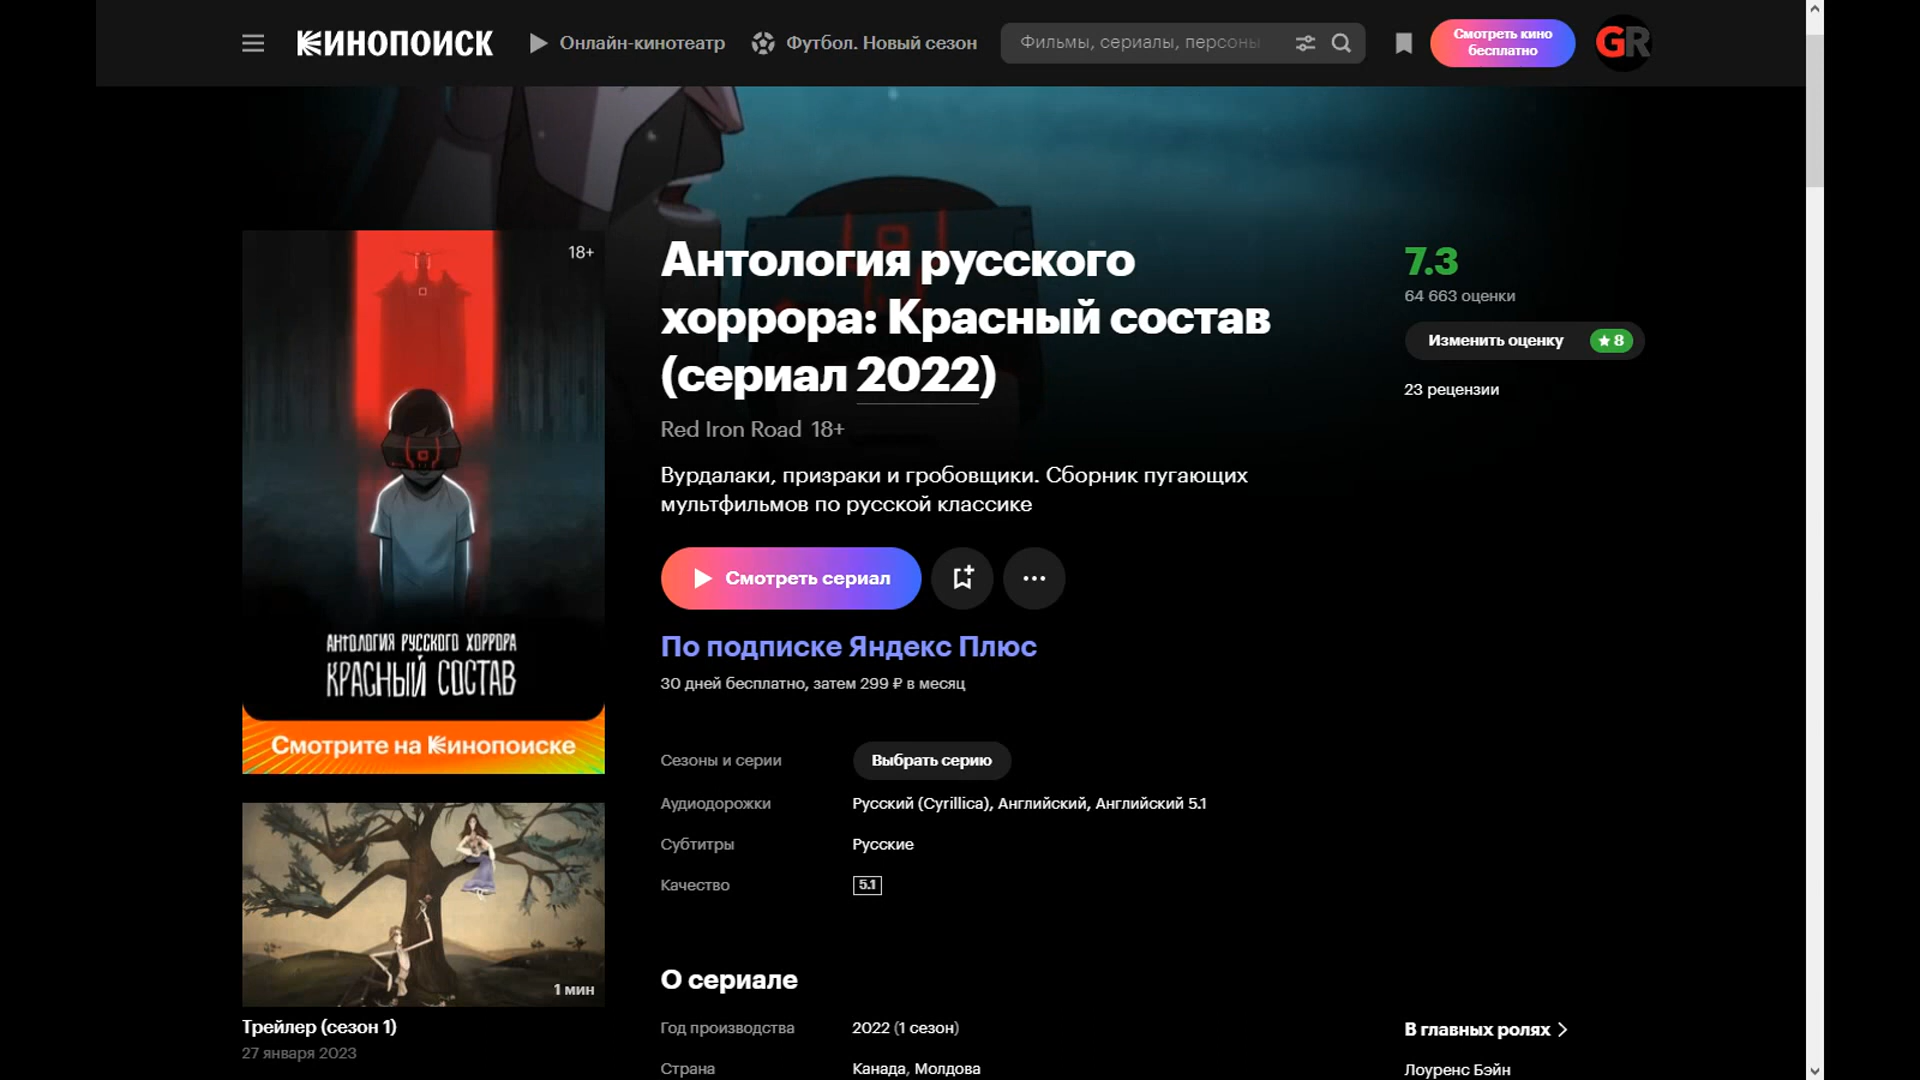 КИНОПОИСК
Онлайн-кинотеатр
Футбол. Новый сезон
Фильмы, сериалы, персоны
Смотреть кино
бесплатно
GR
18+
АНТОЛОГИЯ РУССКОГО ХОРРОРА
КРАСНЫЙ СОСТАВ
Смотрите на Кинопоиске
1 мин
Трейлер (сезон 1)
27 января 2023
Антология русского
хоррора: Красный состав
(сериал 2022)
Red Iron Road 18+
Вурдалаки, призраки и гробовщики. Сборник пугающих
мультфильмов по русской классике
Смотреть сериал
По подписке Яндекс Плюс
30 дней бесплатно, затем 299 ₽ в месяц
Сезоны и серии
Выбрать серию
Аудиодорожки
Русский (Cyrillica), Английский, Английский 5.1
Субтитры
Русские
Качество
5.1
О сериале
Год производства
2022 (1 сезон)
Страна
Канада, Молдова
7.3
64 663 оценки
Изменить оценку
8
23 рецензии
В главных ролях
Лоуренс Бэйн